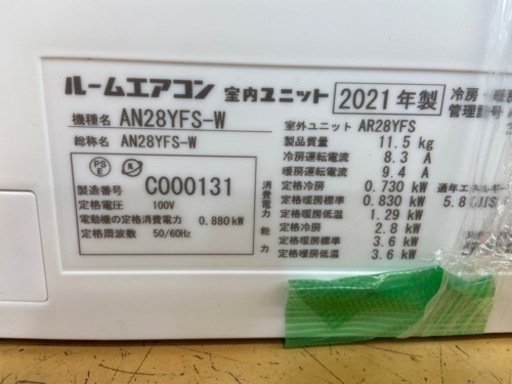 ルームエアコン 室内ユニット 2021年製 冷房・暖房
機種名 AN28YFS-W 管理番号
総称名 AN28YFS-W 室外ユニット AR28YFS
PS E
製品質量 11.5 kg
冷房運転電流 8.3 A
暖房運転電流 9.4 A
製造番号 C000131
定格電圧 100V
電動機の定格消費電力 0.880 kW
定格周波数 50/60Hz
消費電力
定格冷房 0.730 kW 通年エネルギー
定格暖房標準 0.830 kW 5.8(JIS
定格暖房低温 1.29 kW
能力
定格冷房 2.8 kW
定格暖房標準 3.6 kW
定格暖房低温 3.6 kW